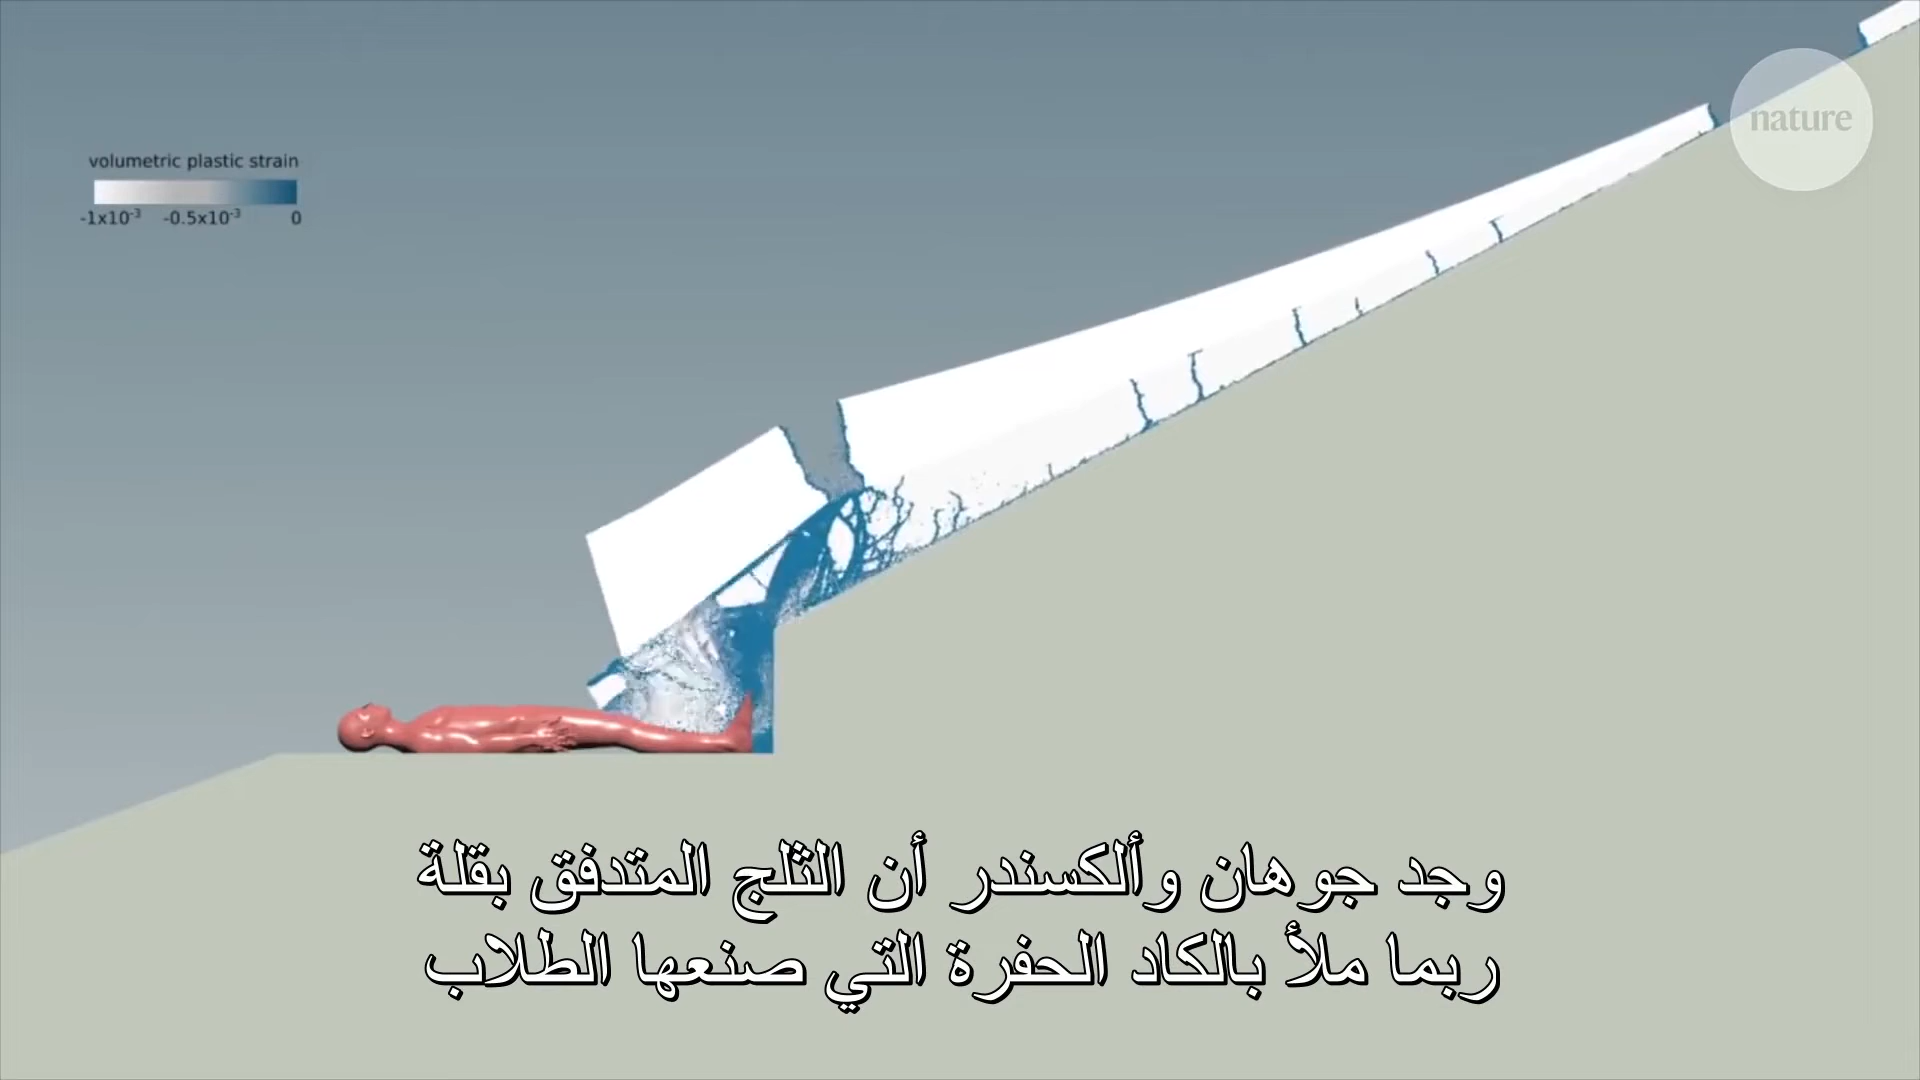 nature
volumetric plastic strain
-1x10⁻³ -0.5x10⁻³ 0
وجد جوهان وألكسندر أن الثلج المتدفق بقلة
ربما ملأ بالكاد الحفرة التي صنعها الطلاب